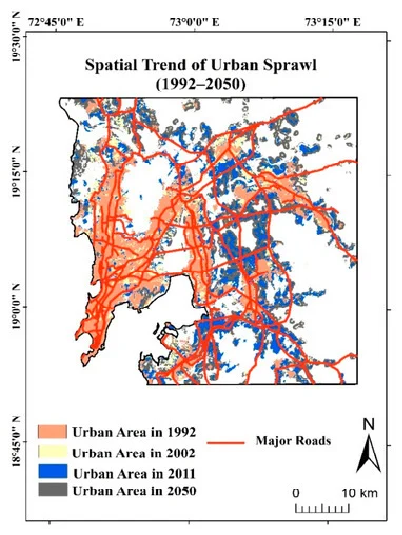 72°45'0" E 73°0'0" E 73°15'0" E
19°30'0" N
Spatial Trend of Urban Sprawl
(1992–2050)
19°15'0" N
19°0'0" N
18°45'0" N
Urban Area in 1992
Urban Area in 2002
Urban Area in 2011
Urban Area in 2050
Major Roads
N
0 10 km